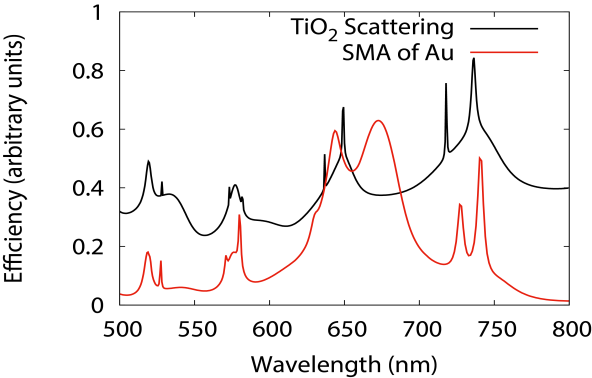 1
0.8
0.6
0.4
0.2
0
Efficiency (arbitrary units)
TiO₂ Scattering
SMA of Au
500 550 600 650 700 750 800
Wavelength (nm)